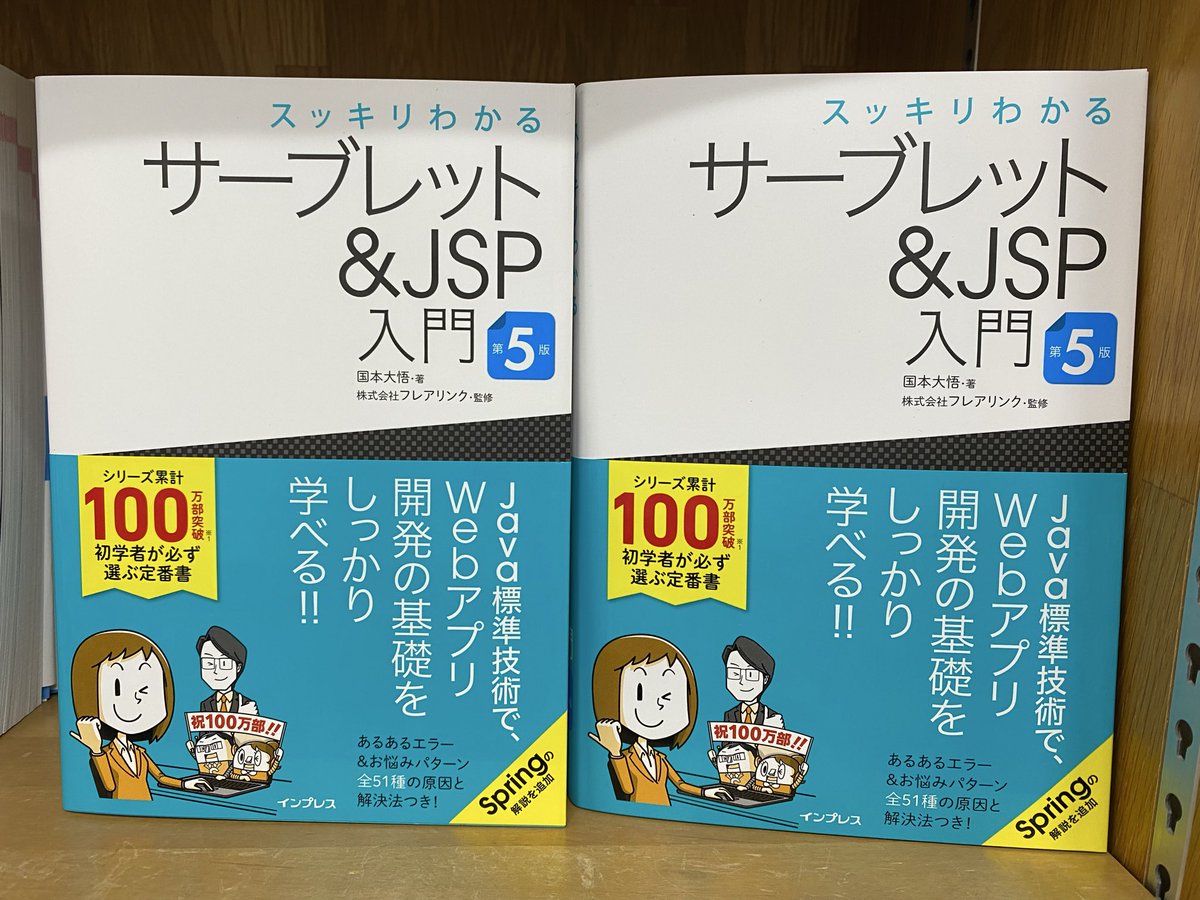 スッキリわかる
サーブレット
&JSP
入門
第5版
国本大悟・著
株式会社フレアリンク・監修
シリーズ累計
100万部突破※1
初学者が必ず
選ぶ定番書
Java標準技術で、
Webアプリ
開発の基礎を
しっかり
学べる!!
祝100万部!!
あるあるエラー
&お悩みパターン
全51種の原因と
解決法つき!
インプレス
Springの
解説を追加
スッキリわかる
サーブレット
&JSP
入門
第5版
国本大悟・著
株式会社フレアリンク・監修
シリーズ累計
100万部突破※1
初学者が必ず
選ぶ定番書
Java標準技術で、
Webアプリ
開発の基礎を
しっかり
学べる!!
祝100万部!!
あるあるエラー
&お悩みパターン
全51種の原因と
解決法つき!
インプレス
Springの
解説を追加